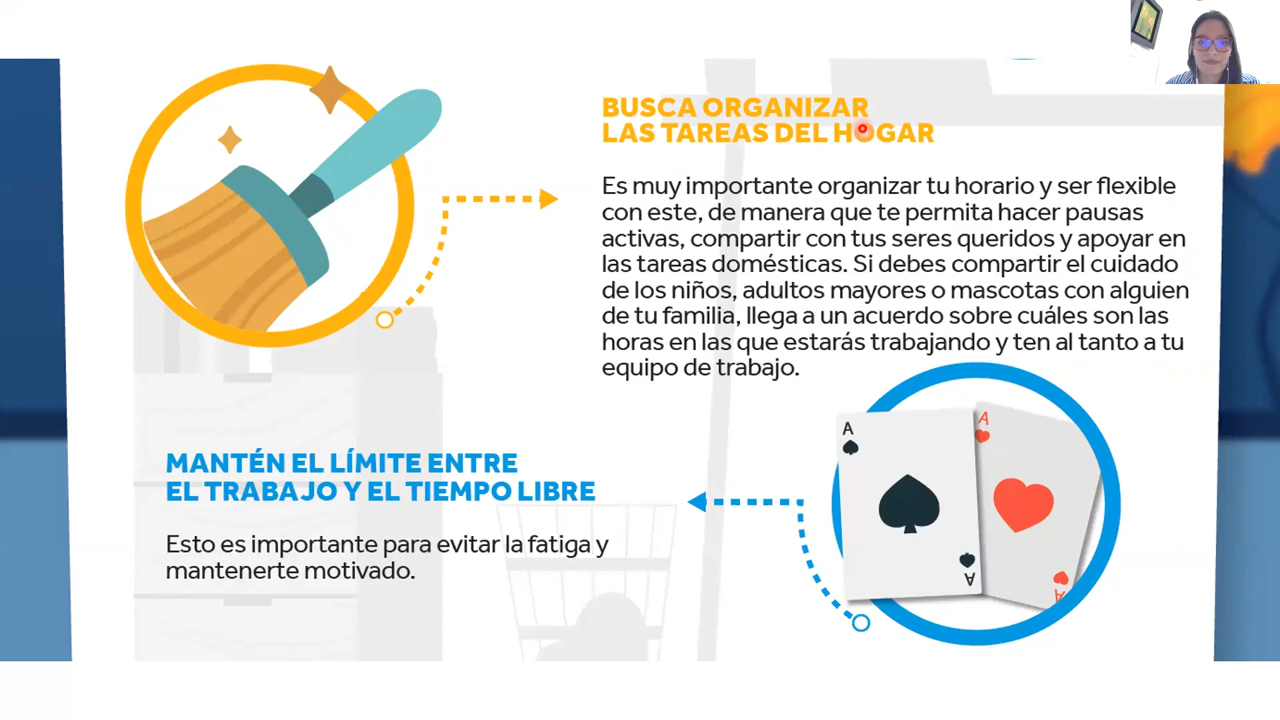 BUSCA ORGANIZAR
LAS TAREAS DEL HOGAR
Es muy importante organizar tu horario y ser flexible
con este, de manera que te permita hacer pausas
activas, compartir con tus seres queridos y apoyar en
las tareas domésticas. Si debes compartir el cuidado
de los niños, adultos mayores o mascotas con alguien
de tu familia, llega a un acuerdo sobre cuáles son las
horas en las que estarás trabajando y ten al tanto a tu
equipo de trabajo.
MANTÉN EL LÍMITE ENTRE
EL TRABAJO Y EL TIEMPO LIBRE
Esto es importante para evitar la fatiga y
mantenerte motivado.
A
A
A
A